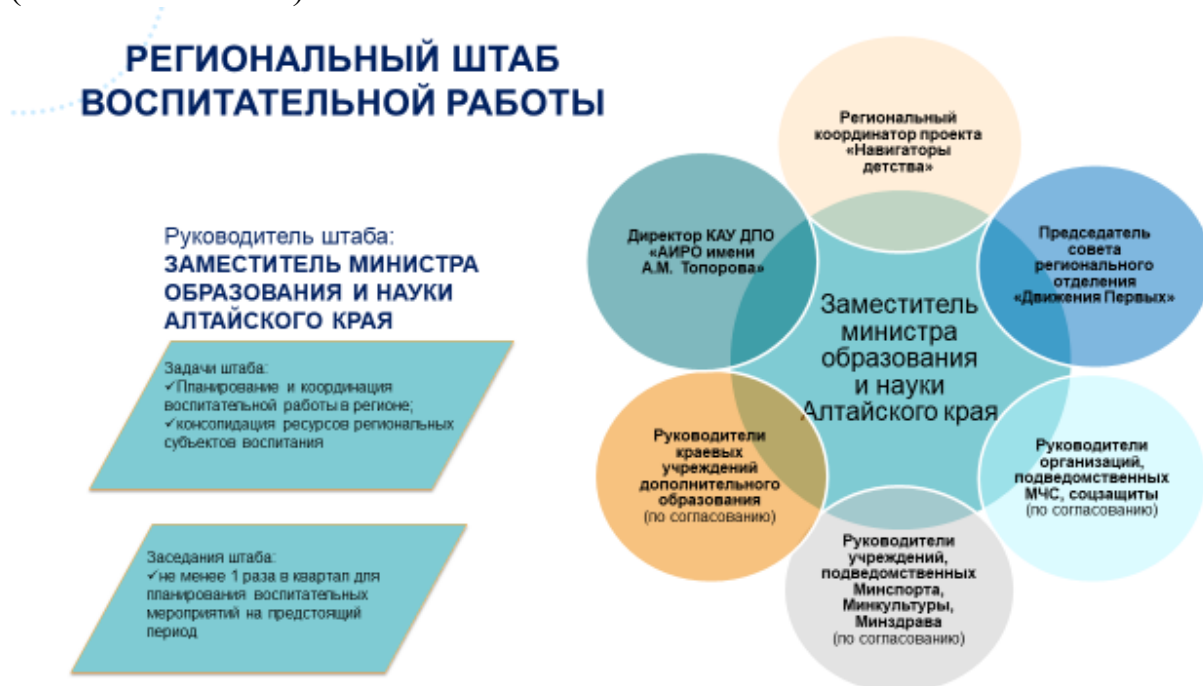 РЕГИОНАЛЬНЫЙ ШТАБ
ВОСПИТАТЕЛЬНОЙ РАБОТЫ
Руководитель штаба:
ЗАМЕСТИТЕЛЬ МИНИСТРА
ОБРАЗОВАНИЯ И НАУКИ
АЛТАЙСКОГО КРАЯ
Задачи штаба:
✓Планирование и координация
воспитательной работы в регионе;
✓консолидация ресурсов региональных
субъектов воспитания
Заседания штаба:
✓не менее 1 раза в квартал для
планирования воспитательных
мероприятий на предстоящий
период
Региональный
координатор проекта
«Навигаторы
детства»
Директор КАУ ДПО
«АИРО имени
А.М. Топорова»
Председатель
совета
регионального
отделения
«Движения Первых»
Заместитель
министра
образования
и науки
Алтайского края
Руководители
краевых
учреждений
дополнительного
образования
(по согласованию)
Руководители
организаций,
подведомственных
МЧС, соцзащиты
(по согласованию)
Руководители
учреждений,
подведомственных
Минспорта,
Минкультуры,
Минздрава
(по согласованию)